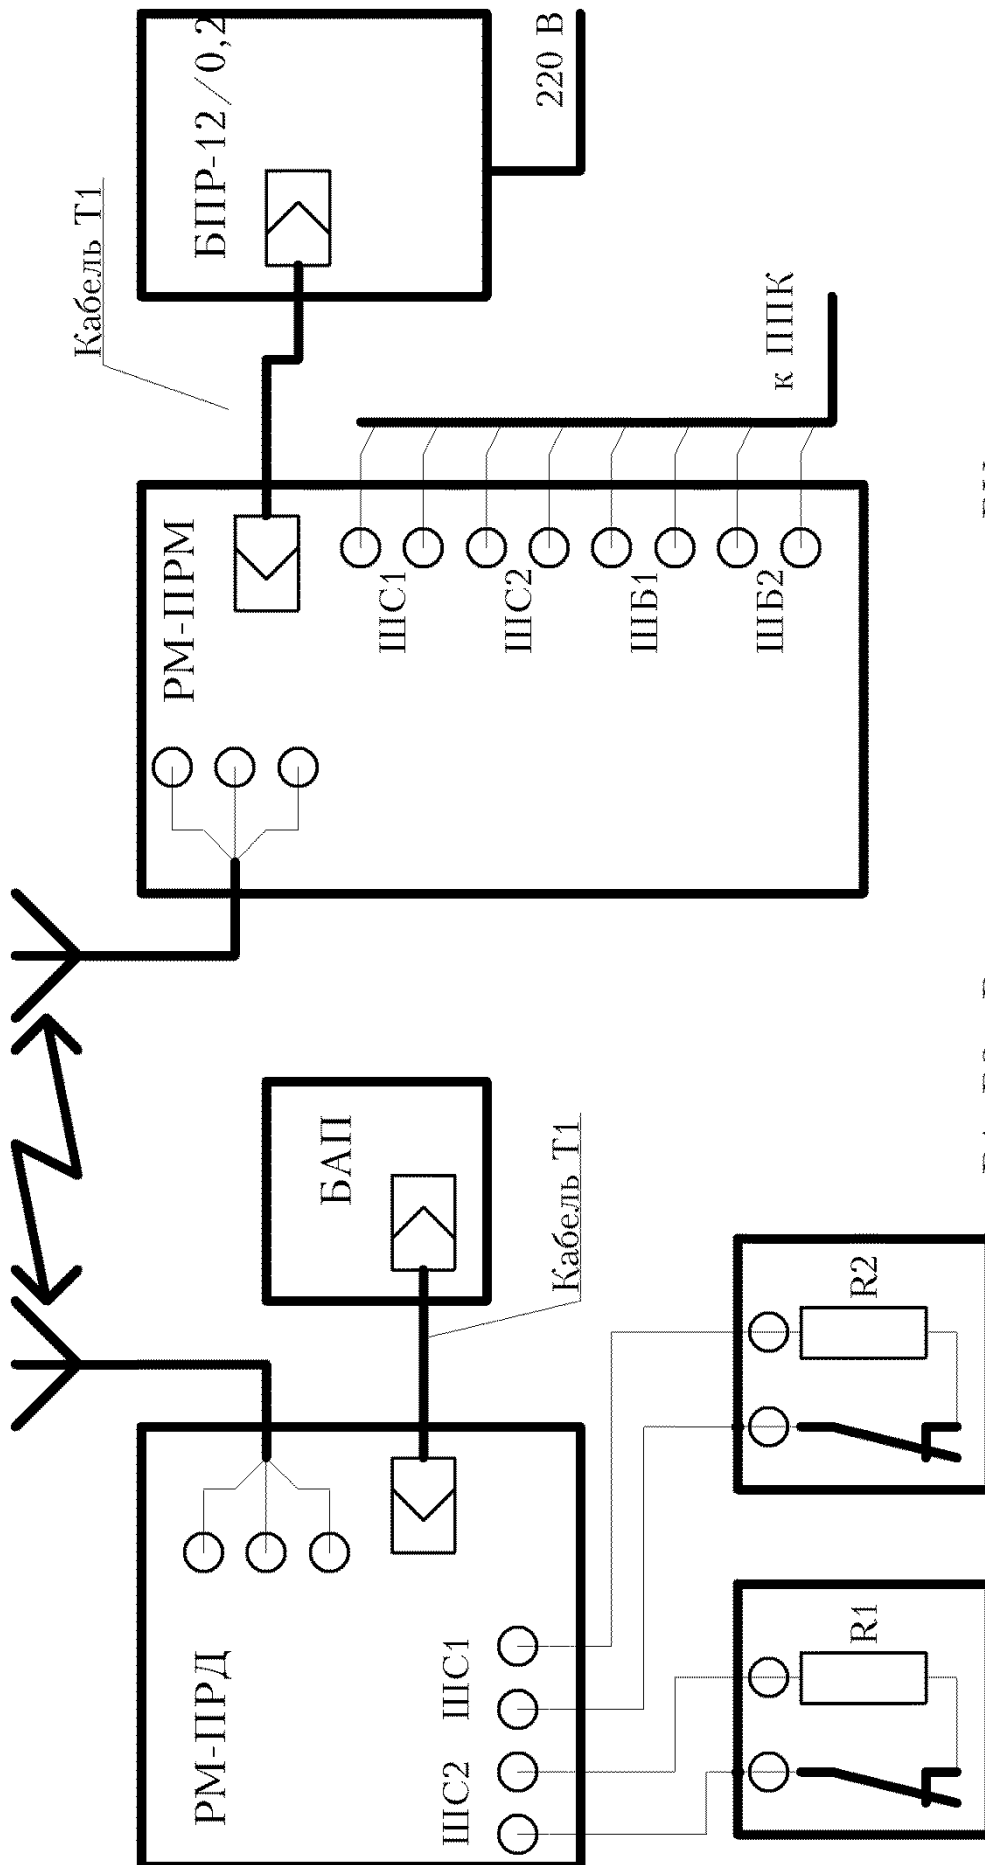 РМ-ПРД
ШС2
ШС1
БАП
Кабель Т1
R1
R2
РМ-ПРМ
ШС1
ШС2
ШБ1
ШБ2
Кабель Т1
БПР-12/0,2
220 В
к ППК